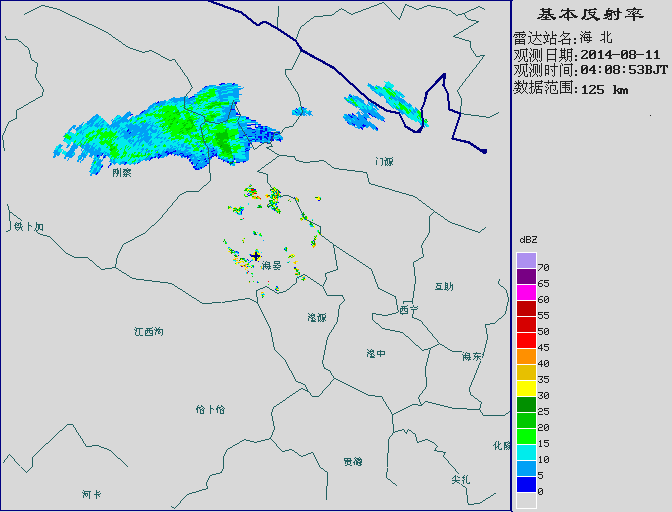 基本反射率
雷达站名:海 北
观测日期:2014-08-11
观测时间:04:08:53BJT
数据范围:125 km
门源
阴寮
铁卜加
海晏
互助
西宁
湟源
江西沟
湟中
海东
恰卜恰
化隆
贵德
尖扎
河卡
dBZ
70
65
60
55
50
45
40
35
30
25
20
15
10
5
0